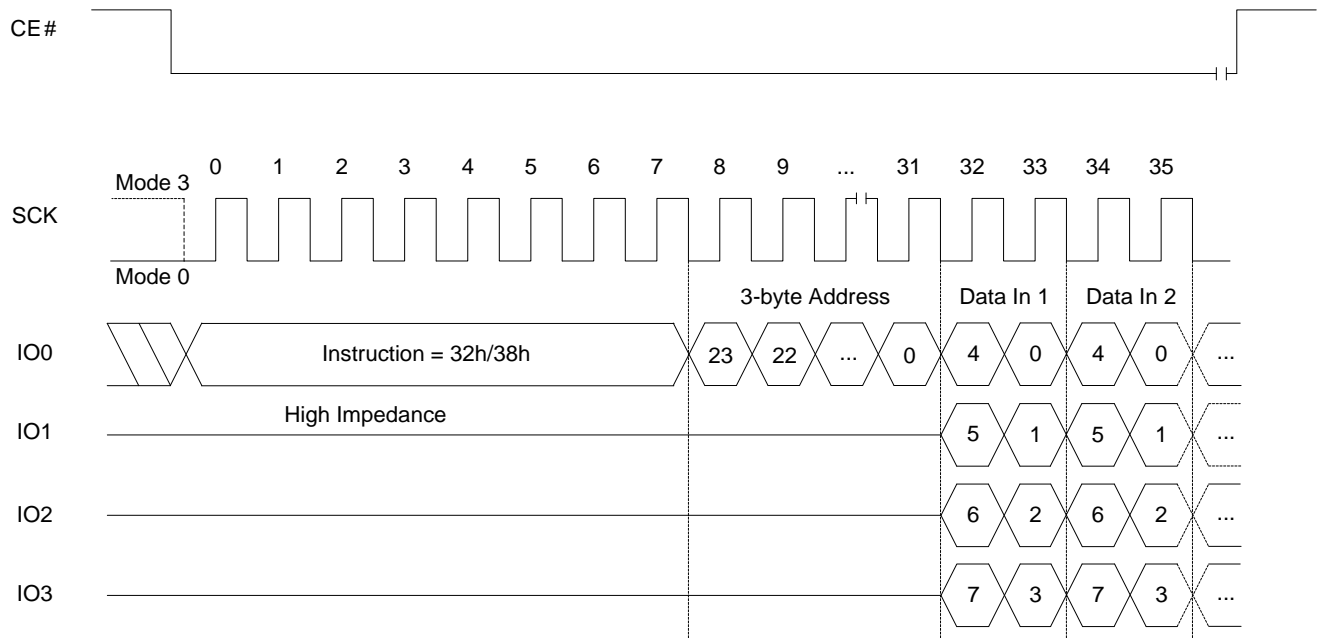 CE#
0 1 2 3 4 5 6 7 8 9 ... 31 32 33 34 35
Mode 3
SCK
Mode 0
3-byte Address Data In 1 Data In 2
IO0 Instruction = 32h/38h 23 22 ... 0 4 0 4 0 ...
High Impedance
IO1 5 1 5 1 ...
IO2 6 2 6 2 ...
IO3 7 3 7 3 ...